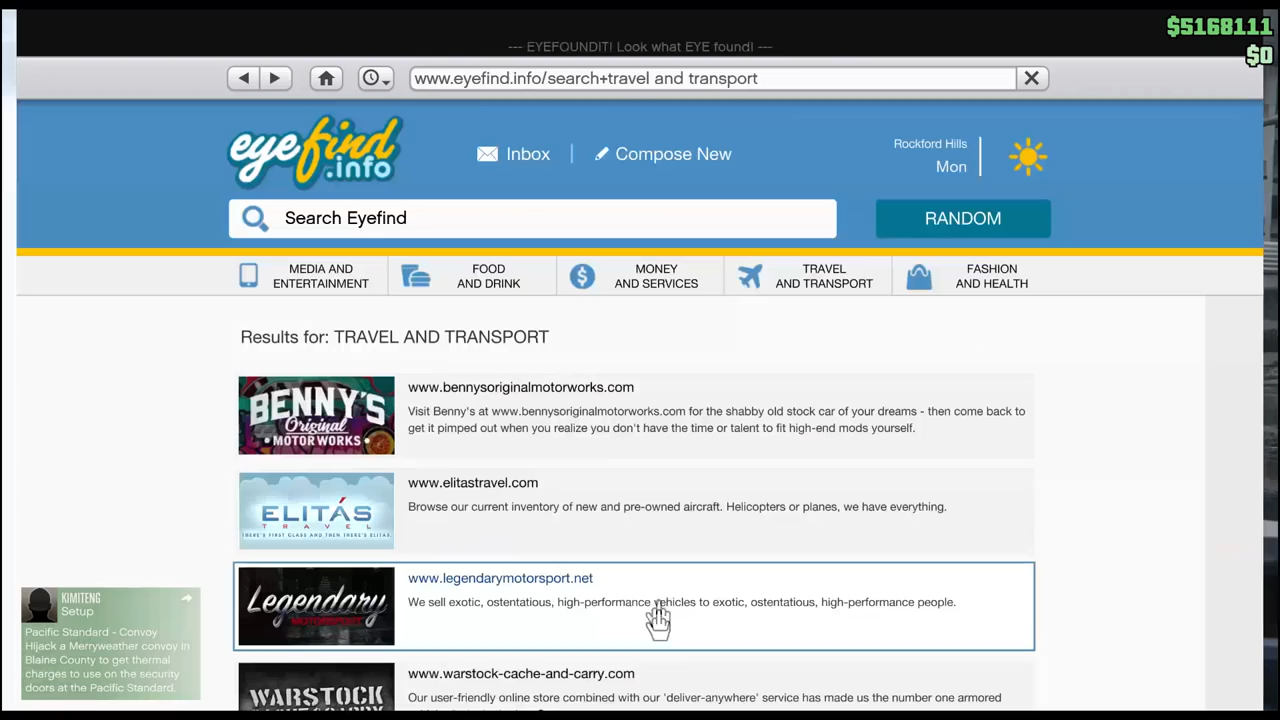 $5168111
$0
--- EYEFOUNDIT! Look what EYE found! ---
www.eyefind.info/search+travel and transport
eyefind
.info
Inbox
Compose New
Rockford Hills
Mon
Search Eyefind
RANDOM
MEDIA AND
ENTERTAINMENT
FOOD
AND DRINK
MONEY
AND SERVICES
TRAVEL
AND TRANSPORT
FASHION
AND HEALTH
Results for: TRAVEL AND TRANSPORT
BENNY'S
Original
MOTORWORKS
www.bennysoriginalmotorworks.com
Visit Benny's at www.bennysoriginalmotorworks.com for the shabby old stock car of your dreams - then come back to
get it pimped out when you realize you don't have the time or talent to fit high-end mods yourself.
ELITÁS
TRAVEL
THERE'S FIRST CLASS AND THEN THERE'S ELITAS
www.elitastravel.com
Browse our current inventory of new and pre-owned aircraft. Helicopters or planes, we have everything.
Legendary
MOTORSPORT
www.legendarymotorsport.net
We sell exotic, ostentatious, high-performance vehicles to exotic, ostentatious, high-performance people.
WARSTOCK
www.warstock-cache-and-carry.com
Our user-friendly online store combined with our 'deliver-anywhere' service has made us the number one armored
KIMITENG
Setup
Pacific Standard - Convoy
Hijack a Merryweather convoy in
Blaine County to get thermal
charges to use on the security
doors at the Pacific Standard.